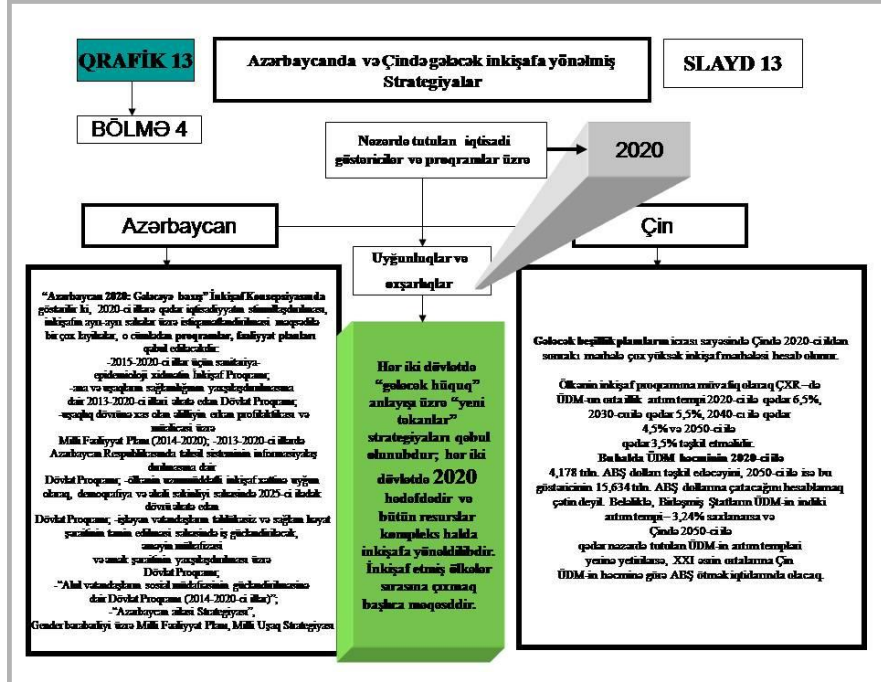 QRAFİK 13
Azərbaycanda və Çində gələcək inkişafa yönəlmiş
Strategiyalar
SLAYD 13
BÖLMƏ 4
Nəzərdə tutulan iqtisadi
göstəricilər və proqramlar üzrə
2020
Azərbaycan
Çin
Uyğunluqlar və
oxşarlıqlar
“Azərbaycan 2020: Gələcəyə baxış” İnkişaf Konsepsiyasında
göstərilir ki, 2020-ci illərə qədər iqtisadiyyatın stimullaşdırılması,
inkişafın ayrı-ayrı sahələr üzrə istiqamətləndirilməsi məqsədilə
bir çox layihələr, o cümlədən proqramlar, fəaliyyət planları
qəbul ediləcəkdir:
-2015-2020-ci illər üçün sanitariya-
epidemioloji xidmətin İnkişaf Proqramı;
-ana və uşaqların sağlamlığının yaxşılaşdırılmasına
dair 2013-2020-ci illəri əhatə edən Dövlət Proqramı;
-uşaqlıq dövrünə xas olan əlilliyin erkən profilaktikası və
müalicəsi üzrə
Milli Fəaliyyət Planı (2014-2020); -2013-2020-ci illərdə
Azərbaycan Respublikasında təhsil sisteminin informasiyalaş
dırılmasına dair
Dövlət Proqramı; -ölkənin uzunmüddətli inkişaf xəttinə uyğun
olaraq, demoqrafiya və əhali sakinliyi sahəsində 2025-ci ilədək
dövrü əhatə edən
Dövlət Proqramı; -işləyən vətəndaşların təhlükəsiz və sağlam həyat
şəraitinin təmin edilməsi sahəsində iş gücləndiriləcək,
əməyin mühafizəsi
və əmək şəraitinin yaxşılaşdırılması üzrə
Dövlət Proqramı;
-“Ahıl vətəndaşların sosial müdafiəsinin gücləndirilməsinə
dair Dövlət Proqramı (2014-2020-ci illər)”;
-“Azərbaycan ailəsi Strategiyası”,
Gender bərabərliyi üzrə Milli Fəaliyyət Planı, Milli Uşaq Strategiyası
Hər iki dövlətdə
“gələcək hüquq”
anlayışı üzrə “yeni
təkanlar”
strategiyaları qəbul
olunubdur; hər iki
dövlətdə 2020
hədəfdədir və
bütün resurslar
kompleks halda
inkişafa yönəldilibdir.
İnkişaf etmiş ölkələr
sırasına çıxmaq
başlıca məqsəddir.
Gələcək beşillik planların icrası sayəsində Çində 2020-ci ildən
sonrakı mərhələ çox yüksək inkişaf mərhələsi hesab olunur.
Ölkənin inkişaf proqramına müvafiq olaraq ÇXR –də
ÜDM-un orta illik artım tempi 2020-ci ilə qədər 6,5%,
2030-cu ilə qədər 5,5%, 2040-cı ilə qədər
4,5% və 2050-ci ilə
qədər 3,5% təşkil etməlidir.
Bu halda ÜDM həcminin 2020-ci ilə
4,178 trln. ABŞ dolları təşkil edəcəyini, 2050-ci ilə isə bu
göstəricinin 15,634 trln. ABŞ dollarına çatacağını hesablamaq
çətin deyil. Beləliklə, Birləşmiş Ştatların ÜDM-in indiki
artım tempi – 3,24% saxlanarsa və
Çində 2050-ci ilə
qədər nəzərdə tutulan ÜDM-in artım templəri
yerinə yetirilərsə, XXI əsrin ortalarına Çin
ÜDM-in həcminə görə ABŞ ötmək iqtidarında olacaq.